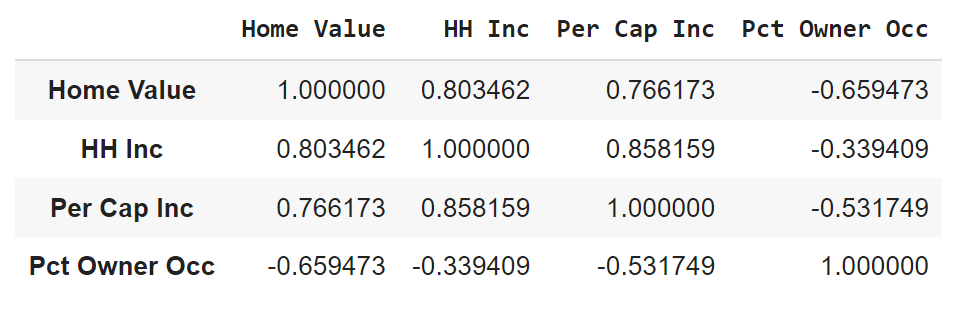 Home Value HH Inc Per Cap Inc Pct Owner Occ
Home Value 1.000000 0.803462 0.766173 -0.659473
HH Inc 0.803462 1.000000 0.858159 -0.339409
Per Cap Inc 0.766173 0.858159 1.000000 -0.531749
Pct Owner Occ -0.659473 -0.339409 -0.531749 1.000000